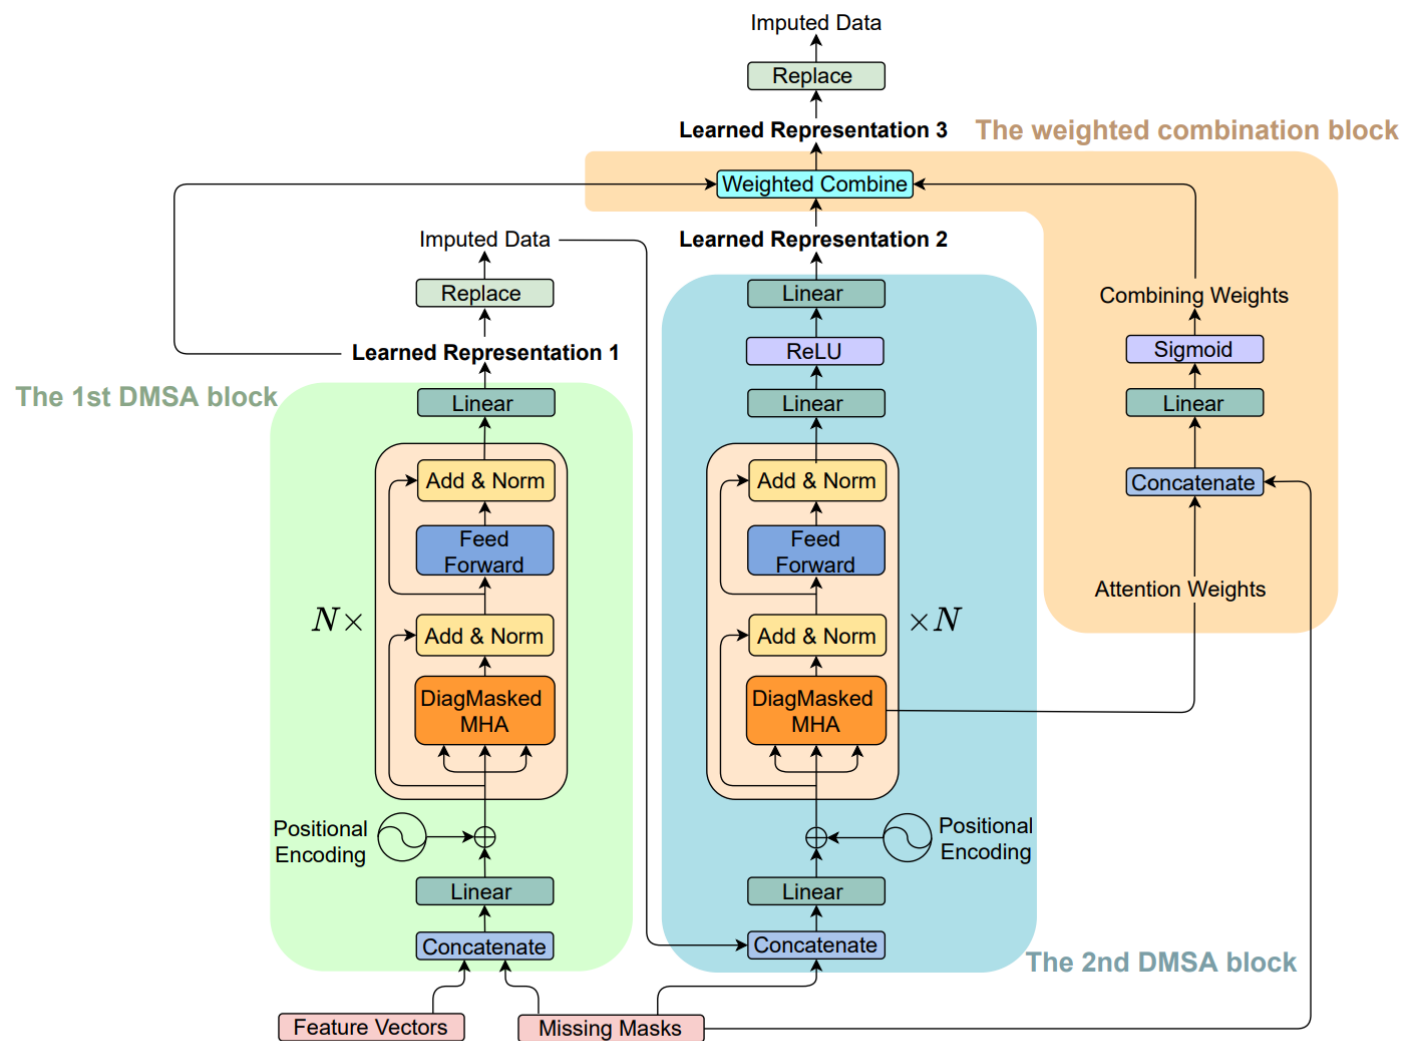 Imputed Data
Replace
Learned Representation 3
The weighted combination block
Weighted Combine
Imputed Data
Learned Representation 2
Replace
Linear
Combining Weights
Learned Representation 1
ReLU
Sigmoid
The 1st DMSA block
Linear
Linear
Linear
Add & Norm
Add & Norm
Concatenate
Feed
Forward
Feed
Forward
Attention Weights
N×
Add & Norm
Add & Norm
×N
DiagMasked
MHA
DiagMasked
MHA
Positional
Encoding
Positional
Encoding
Linear
Linear
Concatenate
Concatenate
The 2nd DMSA block
Feature Vectors
Missing Masks